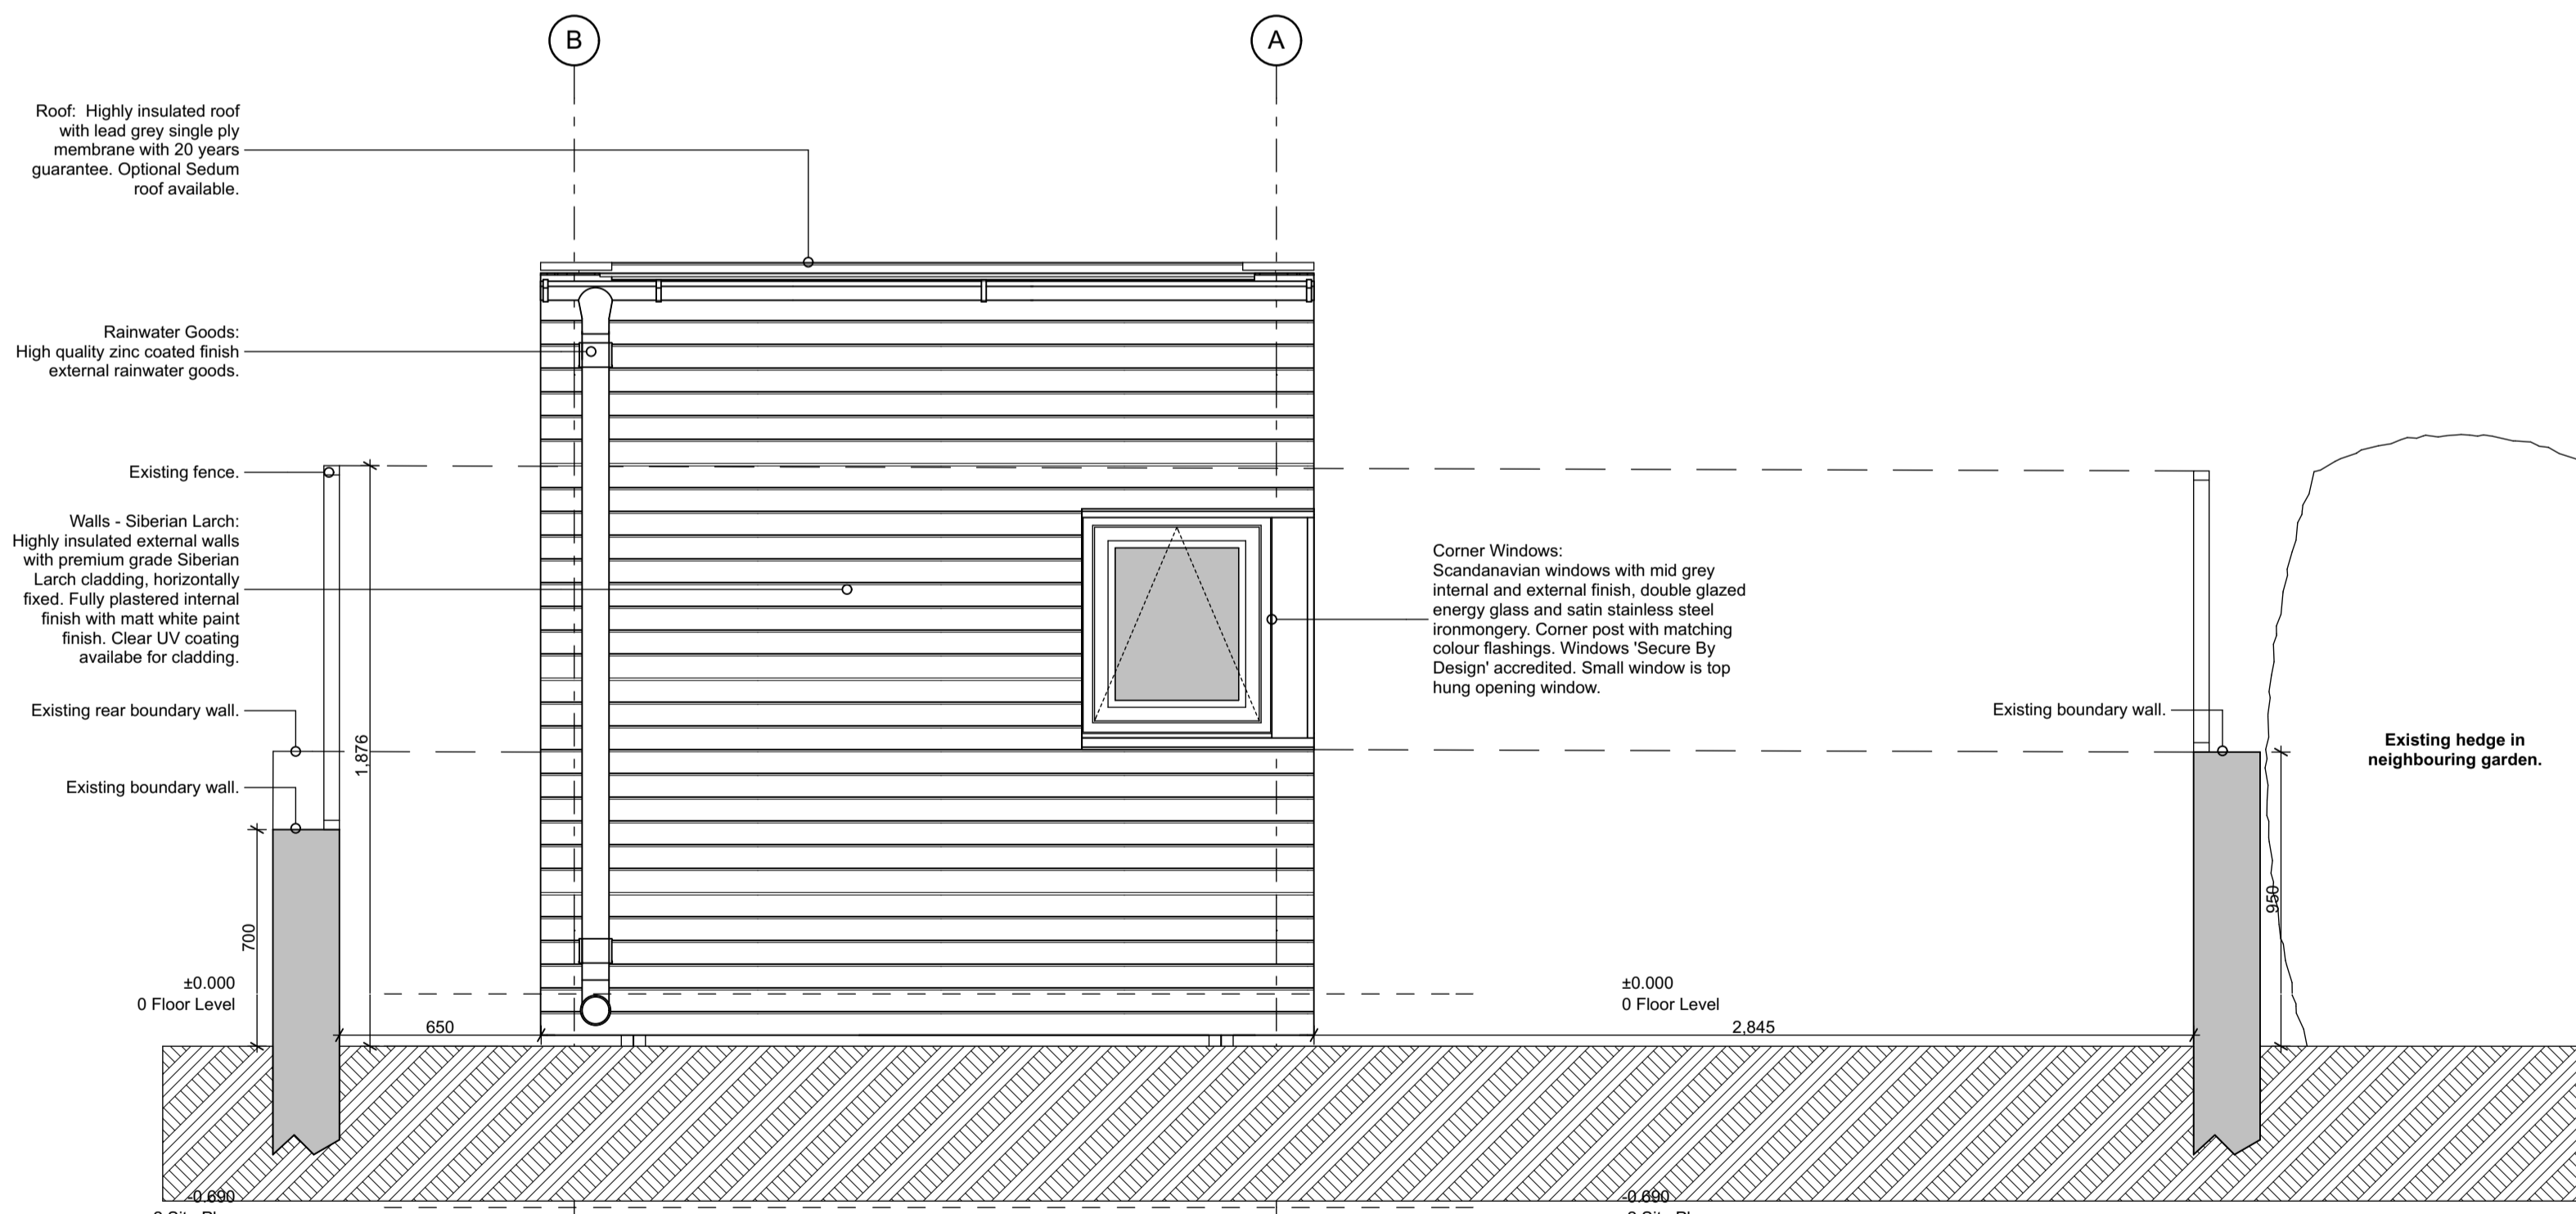 B
A
Roof:  Highly insulated roof
with lead grey single ply
membrane with 20 years
guarantee. Optional Sedum
roof available.
Rainwater Goods:
High quality zinc coated finish
external rainwater goods.
Existing fence.
Walls - Siberian Larch:
Highly insulated external walls
with premium grade Siberian
Larch cladding, horizontally
fixed. Fully plastered internal
finish with matt white paint
finish. Clear UV coating
availabe for cladding.
Corner Windows:
Scandanavian windows with mid grey
internal and external finish, double glazed
energy glass and satin stainless steel
ironmongery. Corner post with matching
colour flashings. Windows 'Secure By
Design' accredited. Small window is top
hung opening window.
Existing rear boundary wall.
Existing boundary wall.
Existing boundary wall.
Existing hedge in
neighbouring garden.
1,876
700
950
±0.000
0 Floor Level
±0.000
0 Floor Level
650
2,845
-0.690
-0.690